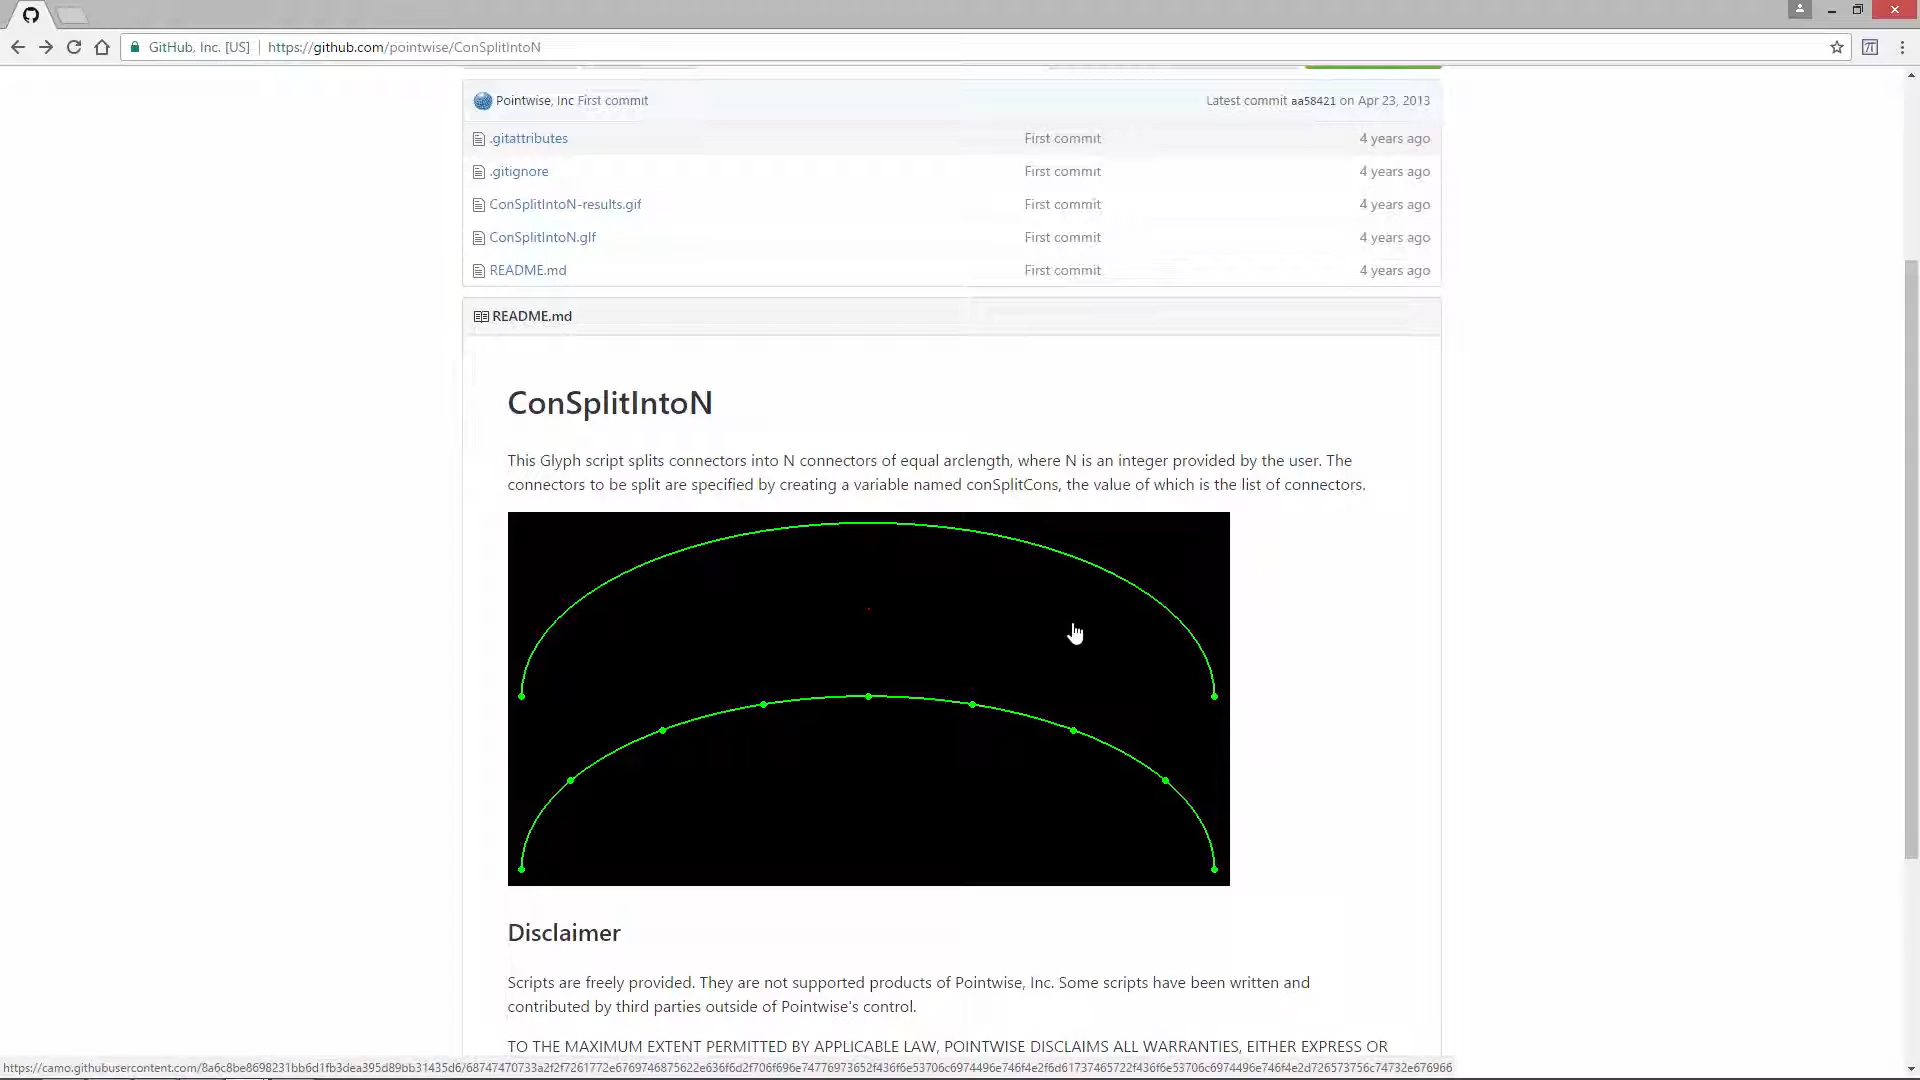 GitHub, Inc. [US] | https://github.com/pointwise/ConSplitIntoN
Pointwise, Inc First commit Latest commit aa58421 on Apr 23, 2013
.gitattributes First commit 4 years ago
.gitignore First commit 4 years ago
ConSplitIntoN-results.gif First commit 4 years ago
ConSplitIntoN.glf First commit 4 years ago
README.md First commit 4 years ago
README.md
ConSplitIntoN
This Glyph script splits connectors into N connectors of equal arclength, where N is an integer provided by the user. The
connectors to be split are specified by creating a variable named conSplitCons, the value of which is the list of connectors.
Disclaimer
Scripts are freely provided. They are not supported products of Pointwise, Inc. Some scripts have been written and
contributed by third parties outside of Pointwise's control.
TO THE MAXIMUM EXTENT PERMITTED BY APPLICABLE LAW, POINTWISE DISCLAIMS ALL WARRANTIES, EITHER EXPRESS OR